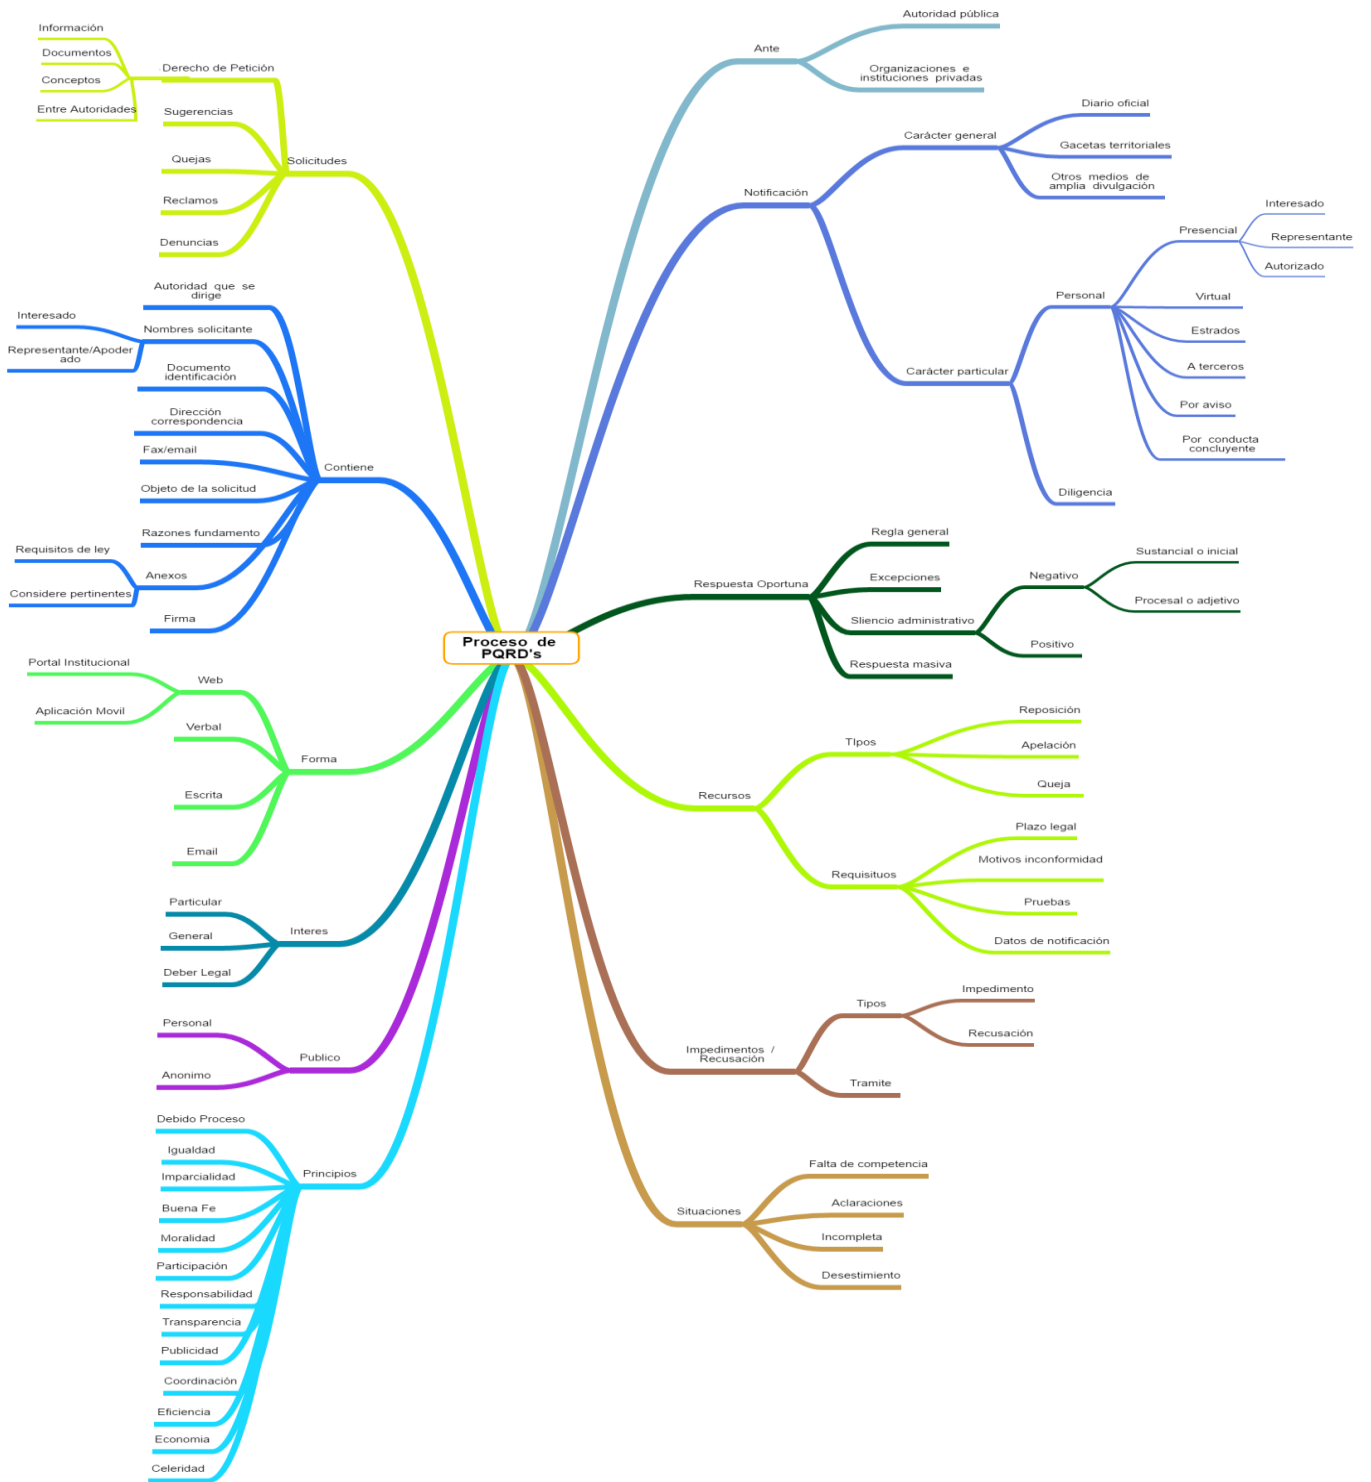 Información
Documentos
Conceptos
Entre Autoridades
Derecho de Petición
Sugerencias
Quejas
Reclamos
Denuncias
Solicitudes
Autoridad que se
dirige
Interesado
Representante/Apoder
ado
Nombres solicitante
Documento
identificación
Dirección
correspondencia
Fax/email
Objeto de la solicitud
Razones fundamento
Requisitos de ley
Considere pertinentes
Anexos
Firma
Contiene
Portal Institucional
Aplicación Movil
Web
Verbal
Escrita
Email
Forma
Particular
General
Deber Legal
Interes
Personal
Anonimo
Publico
Debido Proceso
Igualdad
Imparcialidad
Buena Fe
Moralidad
Participación
Responsabilidad
Transparencia
Publicidad
Coordinación
Eficiencia
Economia
Celeridad
Principios
Proceso de
PQRD's
Ante
Autoridad pública
Organizaciones e
instituciones privadas
Notificación
Carácter general
Diario oficial
Gacetas territoriales
Otros medios de
amplia divulgación
Carácter particular
Personal
Presencial
Interesado
Representante
Autorizado
Virtual
Estrados
A terceros
Por aviso
Por conducta
concluyente
Diligencia
Respuesta Oportuna
Regla general
Excepciones
Sliencio administrativo
Negativo
Sustancial o inicial
Procesal o adjetivo
Positivo
Respuesta masiva
Recursos
TIpos
Reposición
Apelación
Queja
Requisituos
Plazo legal
Motivos inconformidad
Pruebas
Datos de notificación
Impedimentos /
Recusación
Tipos
Impedimento
Recusación
Tramite
Situaciones
Falta de competencia
Aclaraciones
Incompleta
Desestimiento